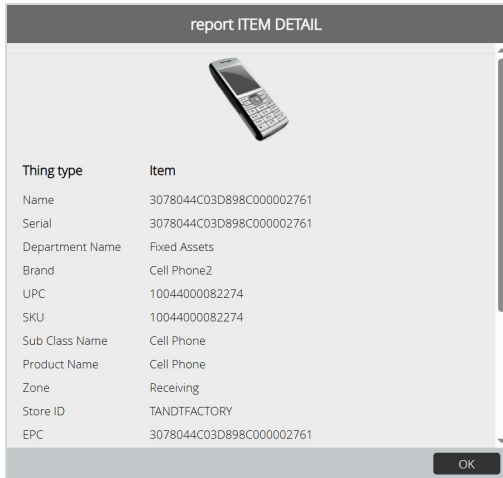 report ITEM DETAIL
Thing type Item
Name 3078044C03D898C000002761
Serial 3078044C03D898C000002761
Department Name Fixed Assets
Brand Cell Phone2
UPC 10044000082274
SKU 10044000082274
Sub Class Name Cell Phone
Product Name Cell Phone
Zone Receiving
Store ID TANDTFACTORY
EPC 3078044C03D898C000002761
OK